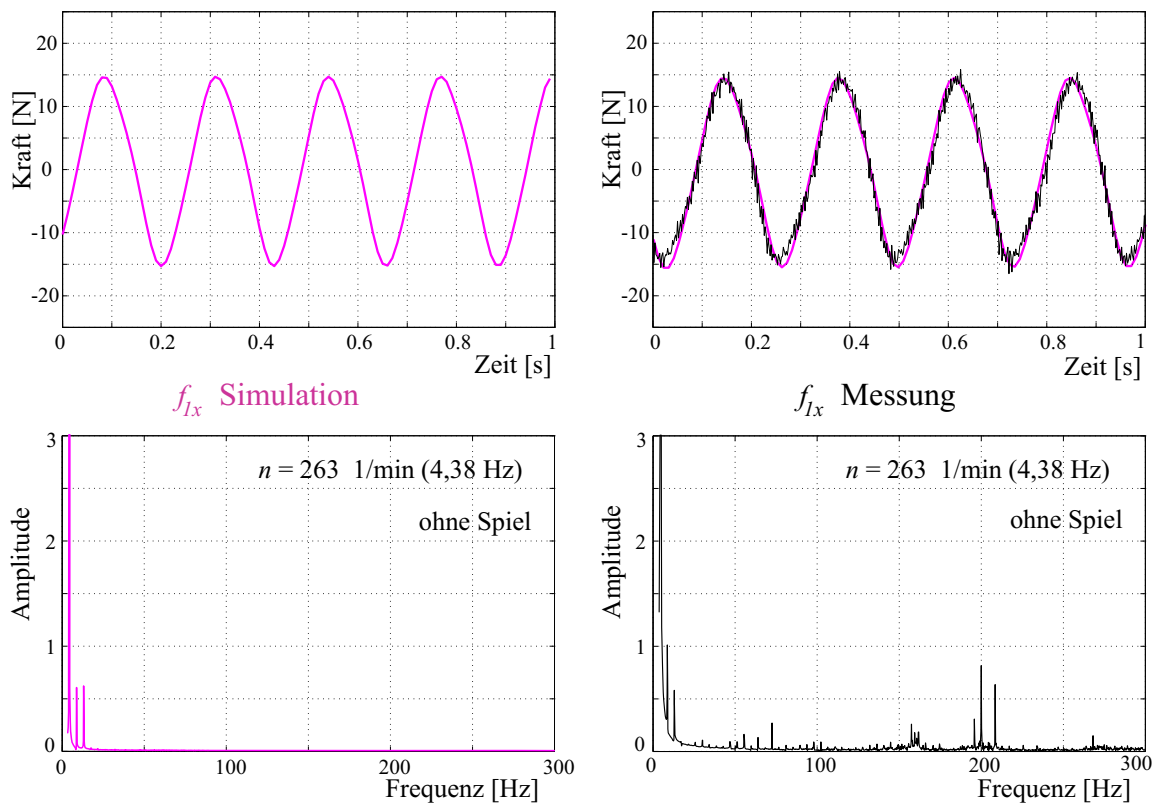 Kraft [N]
20
10
0
-10
-20
0 0.2 0.4 0.6 0.8 1
Zeit [s]
f1x Simulation
Kraft [N]
20
10
0
-10
-20
0 0.2 0.4 0.6 0.8 1
Zeit [s]
f1x Messung
Amplitude
3
2
1
0
n = 263 1/min (4,38 Hz)
ohne Spiel
0 100 200 300
Frequenz [Hz]
Amplitude
3
2
1
0
n = 263 1/min (4,38 Hz)
ohne Spiel
0 100 200 300
Frequenz [Hz]